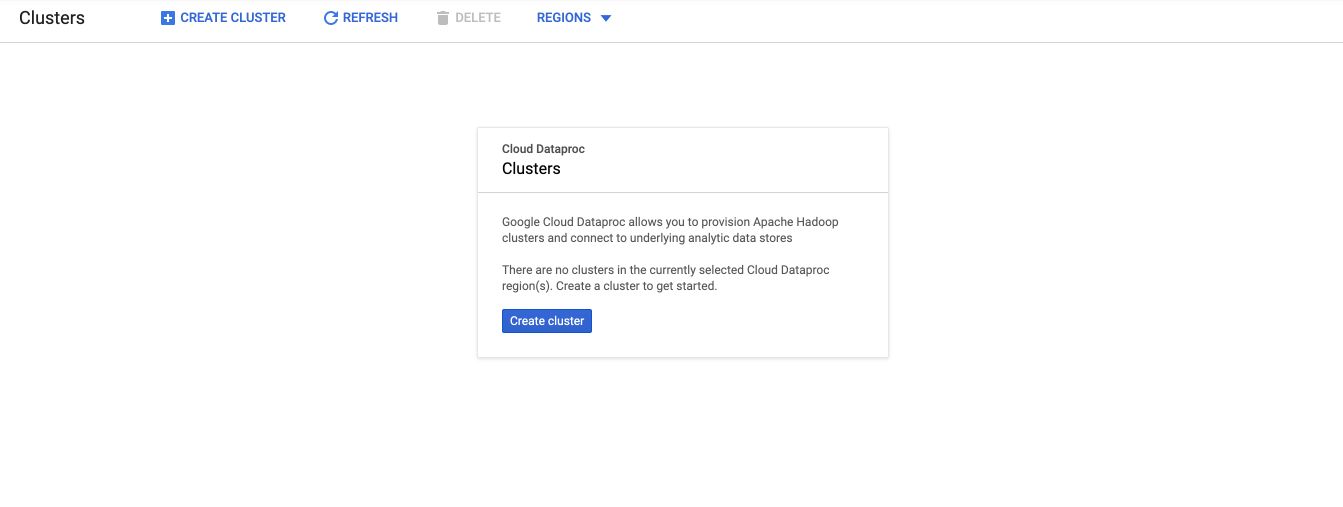 Clusters
CREATE CLUSTER
REFRESH
DELETE
REGIONS
Cloud Dataproc
Clusters
Google Cloud Dataproc allows you to provision Apache Hadoop
clusters and connect to underlying analytic data stores
There are no clusters in the currently selected Cloud Dataproc
region(s). Create a cluster to get started.
Create cluster